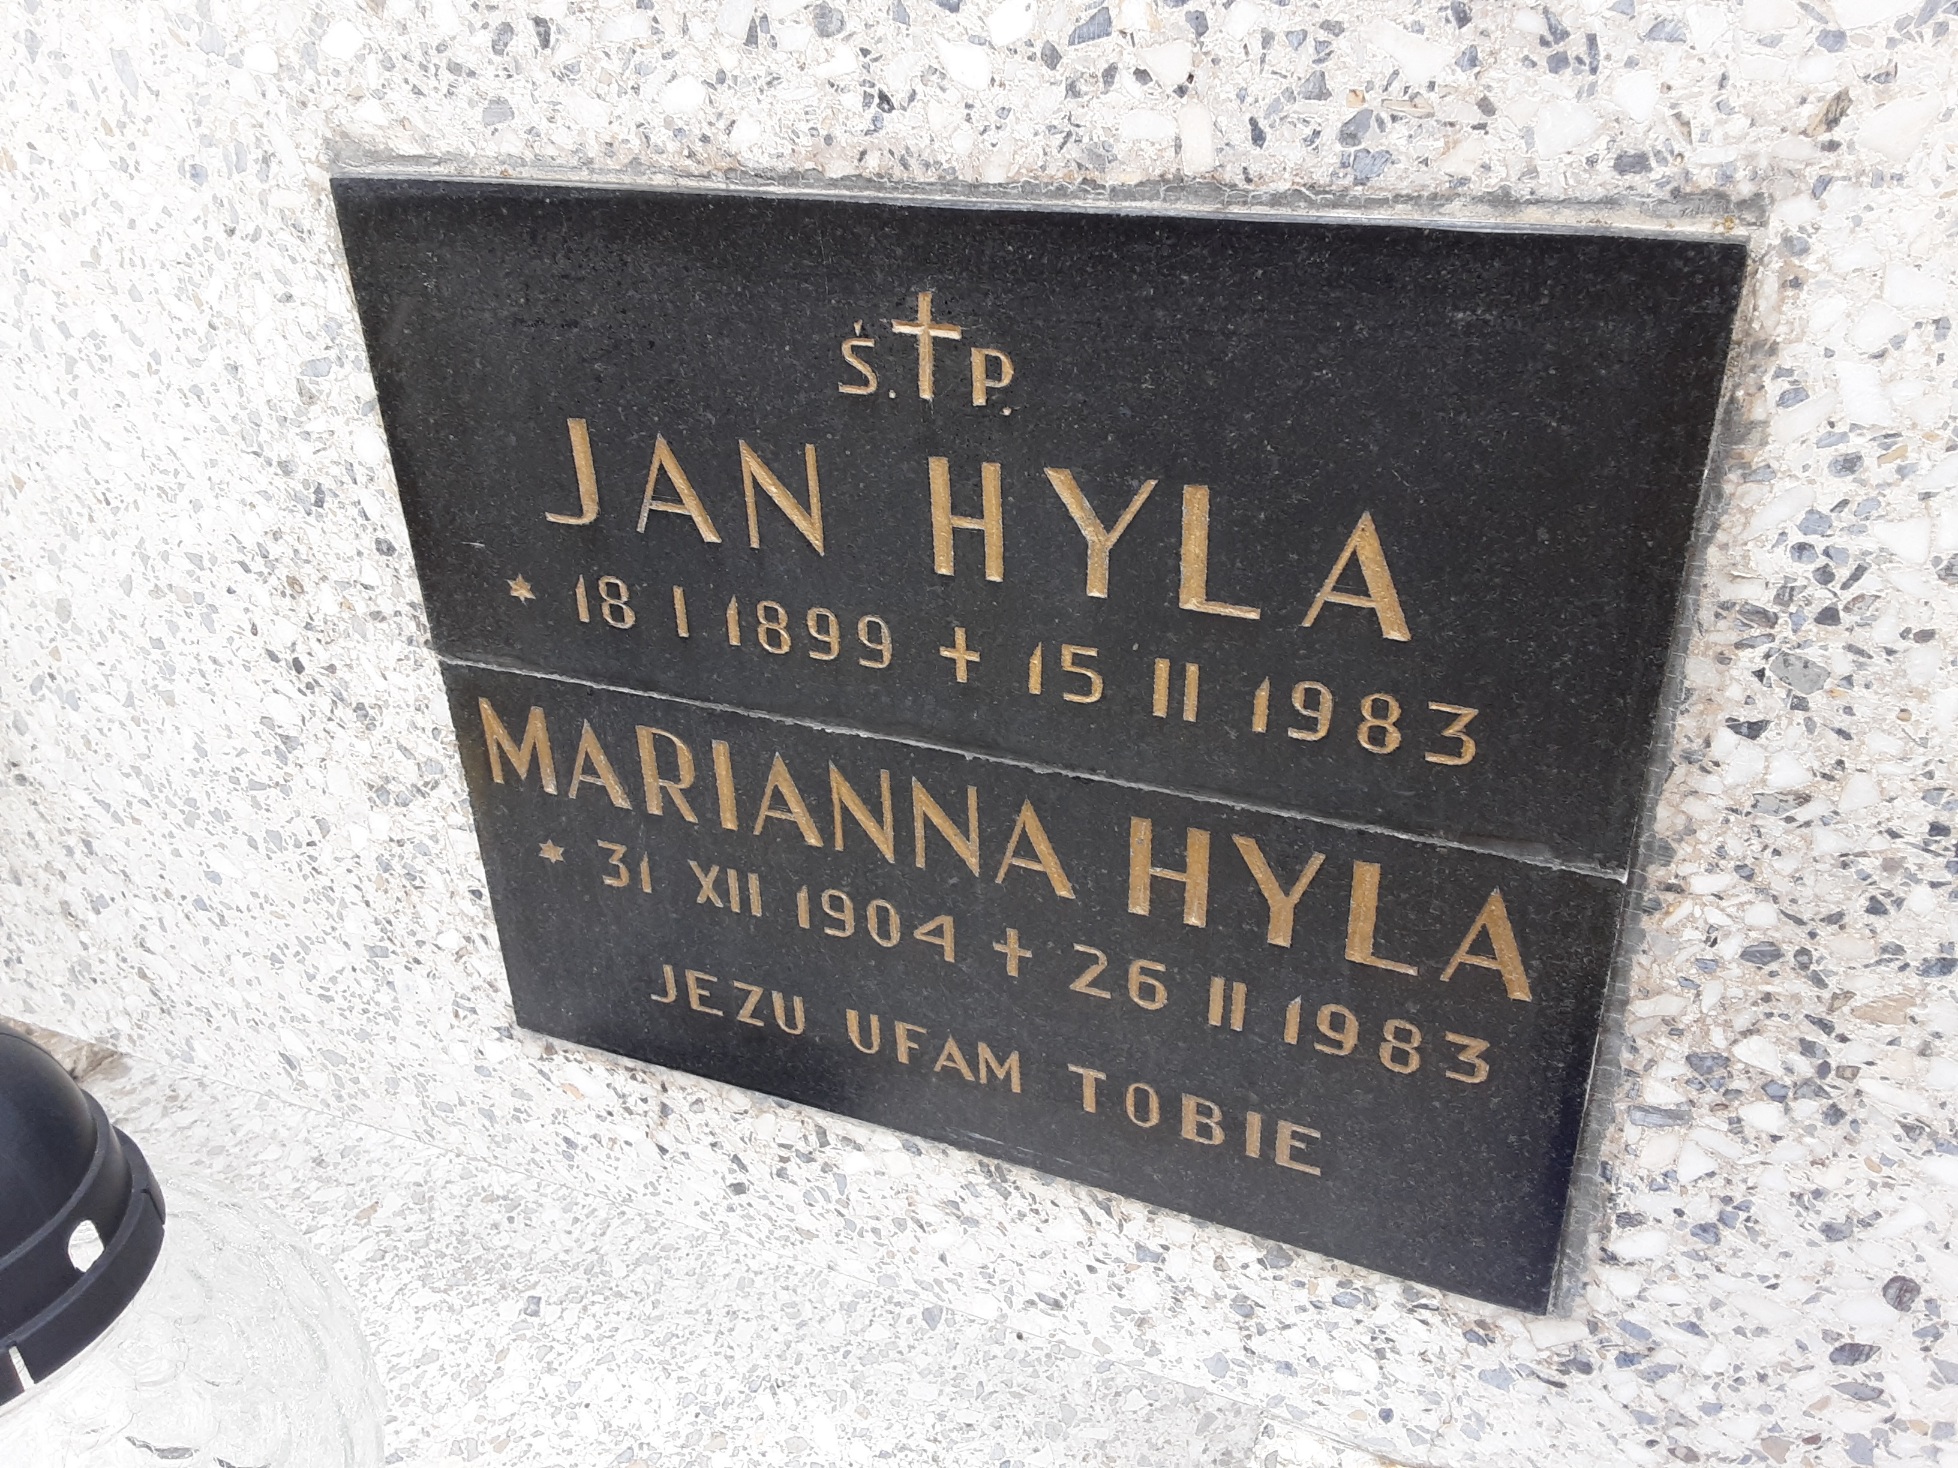 Ś.†P.
JAN HYLA
* 18 I 1899 + 15 II 1983
MARIANNA HYLA
* 31 XII 1904 + 26 II 1983
JEZU UFAM TOBIE